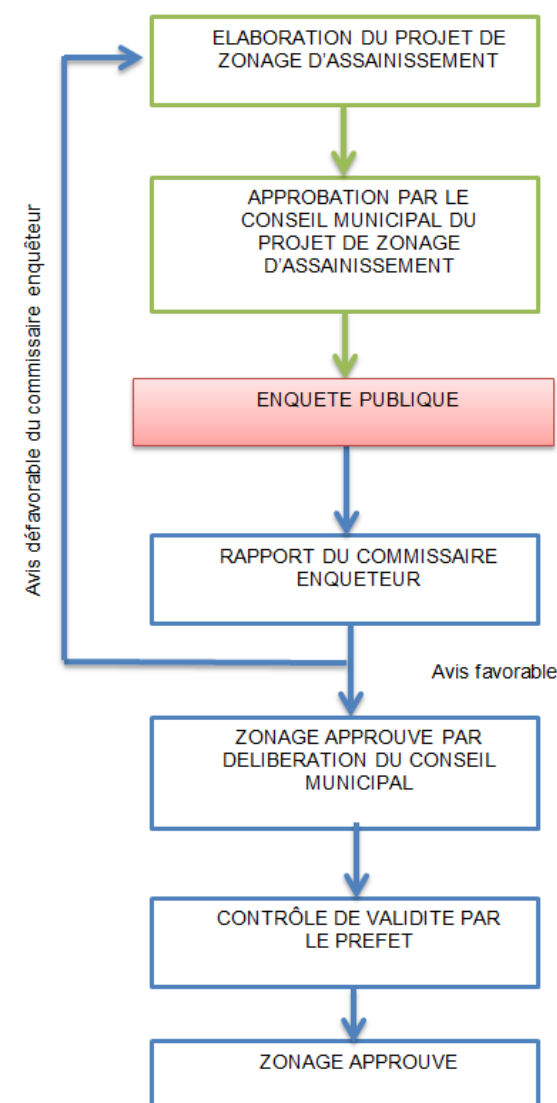 ELABORATION DU PROJET DE
ZONAGE D'ASSAINISSEMENT
APPROBATION PAR LE
CONSEIL MUNICIPAL DU
PROJET DE ZONAGE
D'ASSAINISSEMENT
Avis défavorable du commissaire enquêteur
ENQUETE PUBLIQUE
RAPPORT DU COMMISSAIRE
ENQUETEUR
Avis favorable
ZONAGE APPROUVE PAR
DELIBERATION DU CONSEIL
MUNICIPAL
CONTRÔLE DE VALIDITE PAR
LE PREFET
ZONAGE APPROUVE